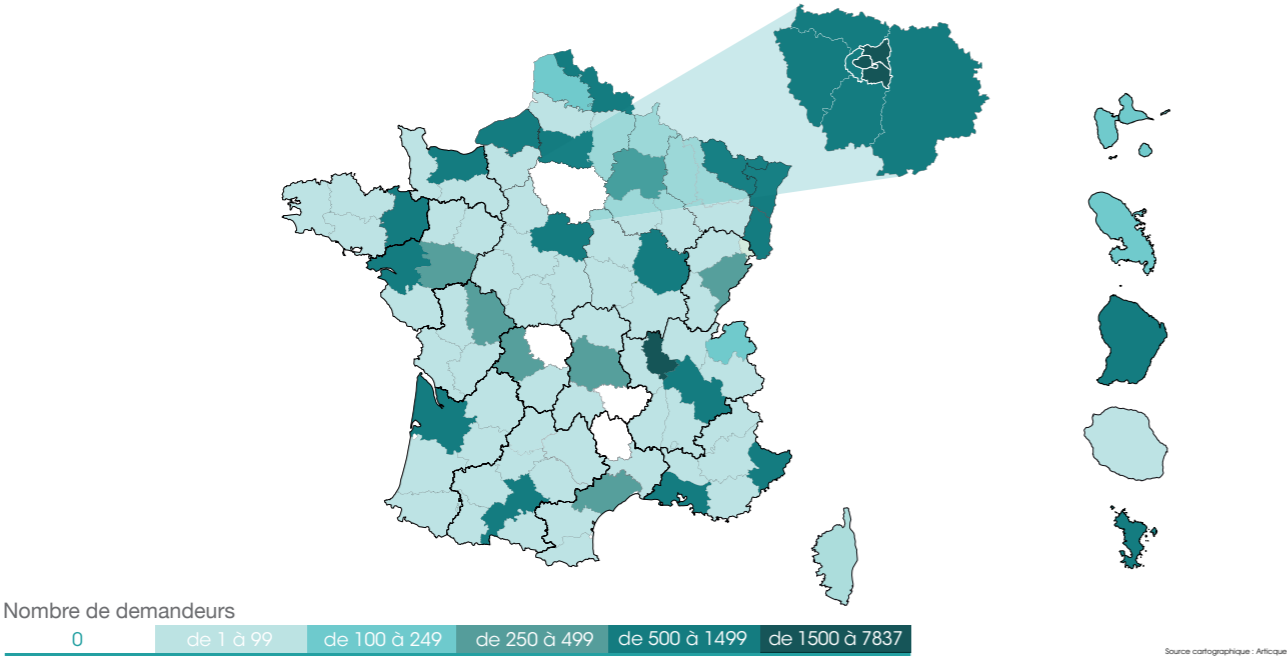 Nombre de demandeurs
0 de 1 à 99 de 100 à 249 de 250 à 499 de 500 à 1499 de 1500 à 7837
Source cartographique : Articque